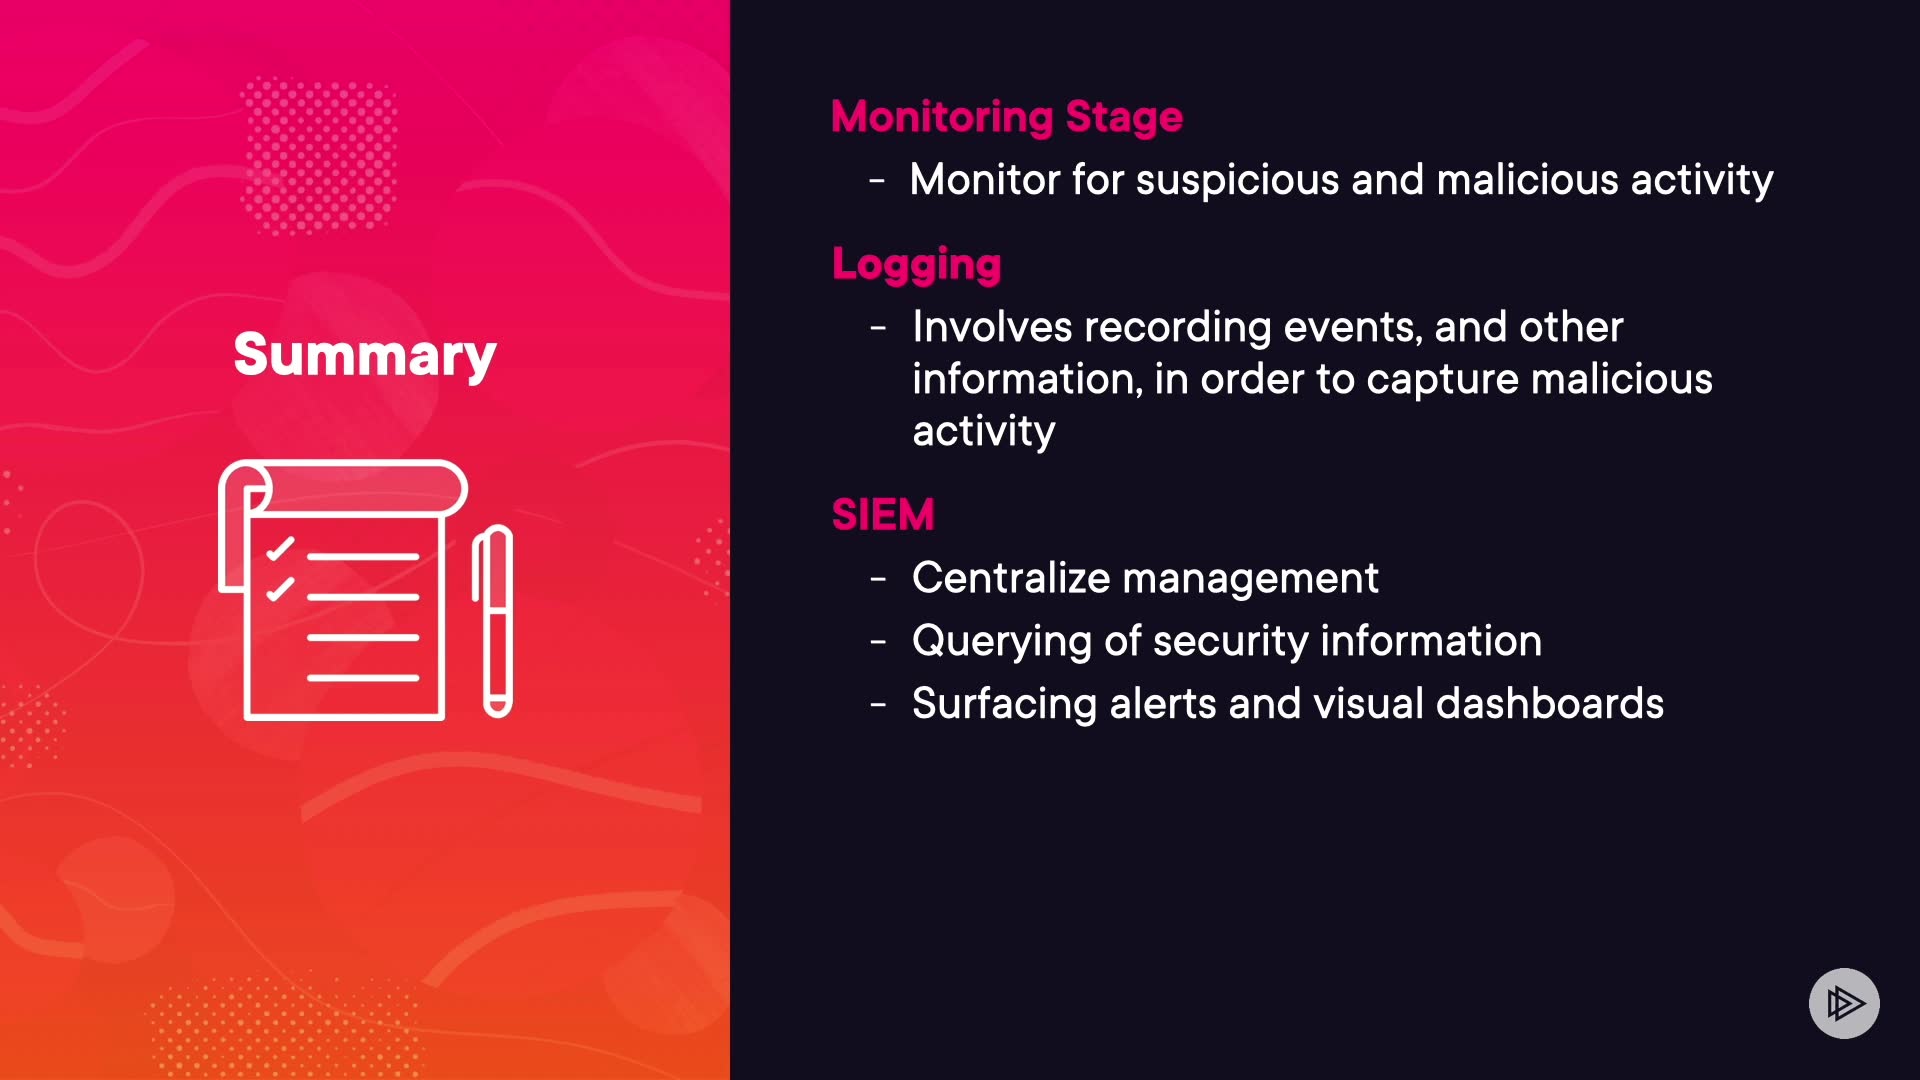 Summary
Monitoring Stage
- Monitor for suspicious and malicious activity
Logging
- Involves recording events, and other
information, in order to capture malicious
activity
SIEM
- Centralize management
- Querying of security information
- Surfacing alerts and visual dashboards